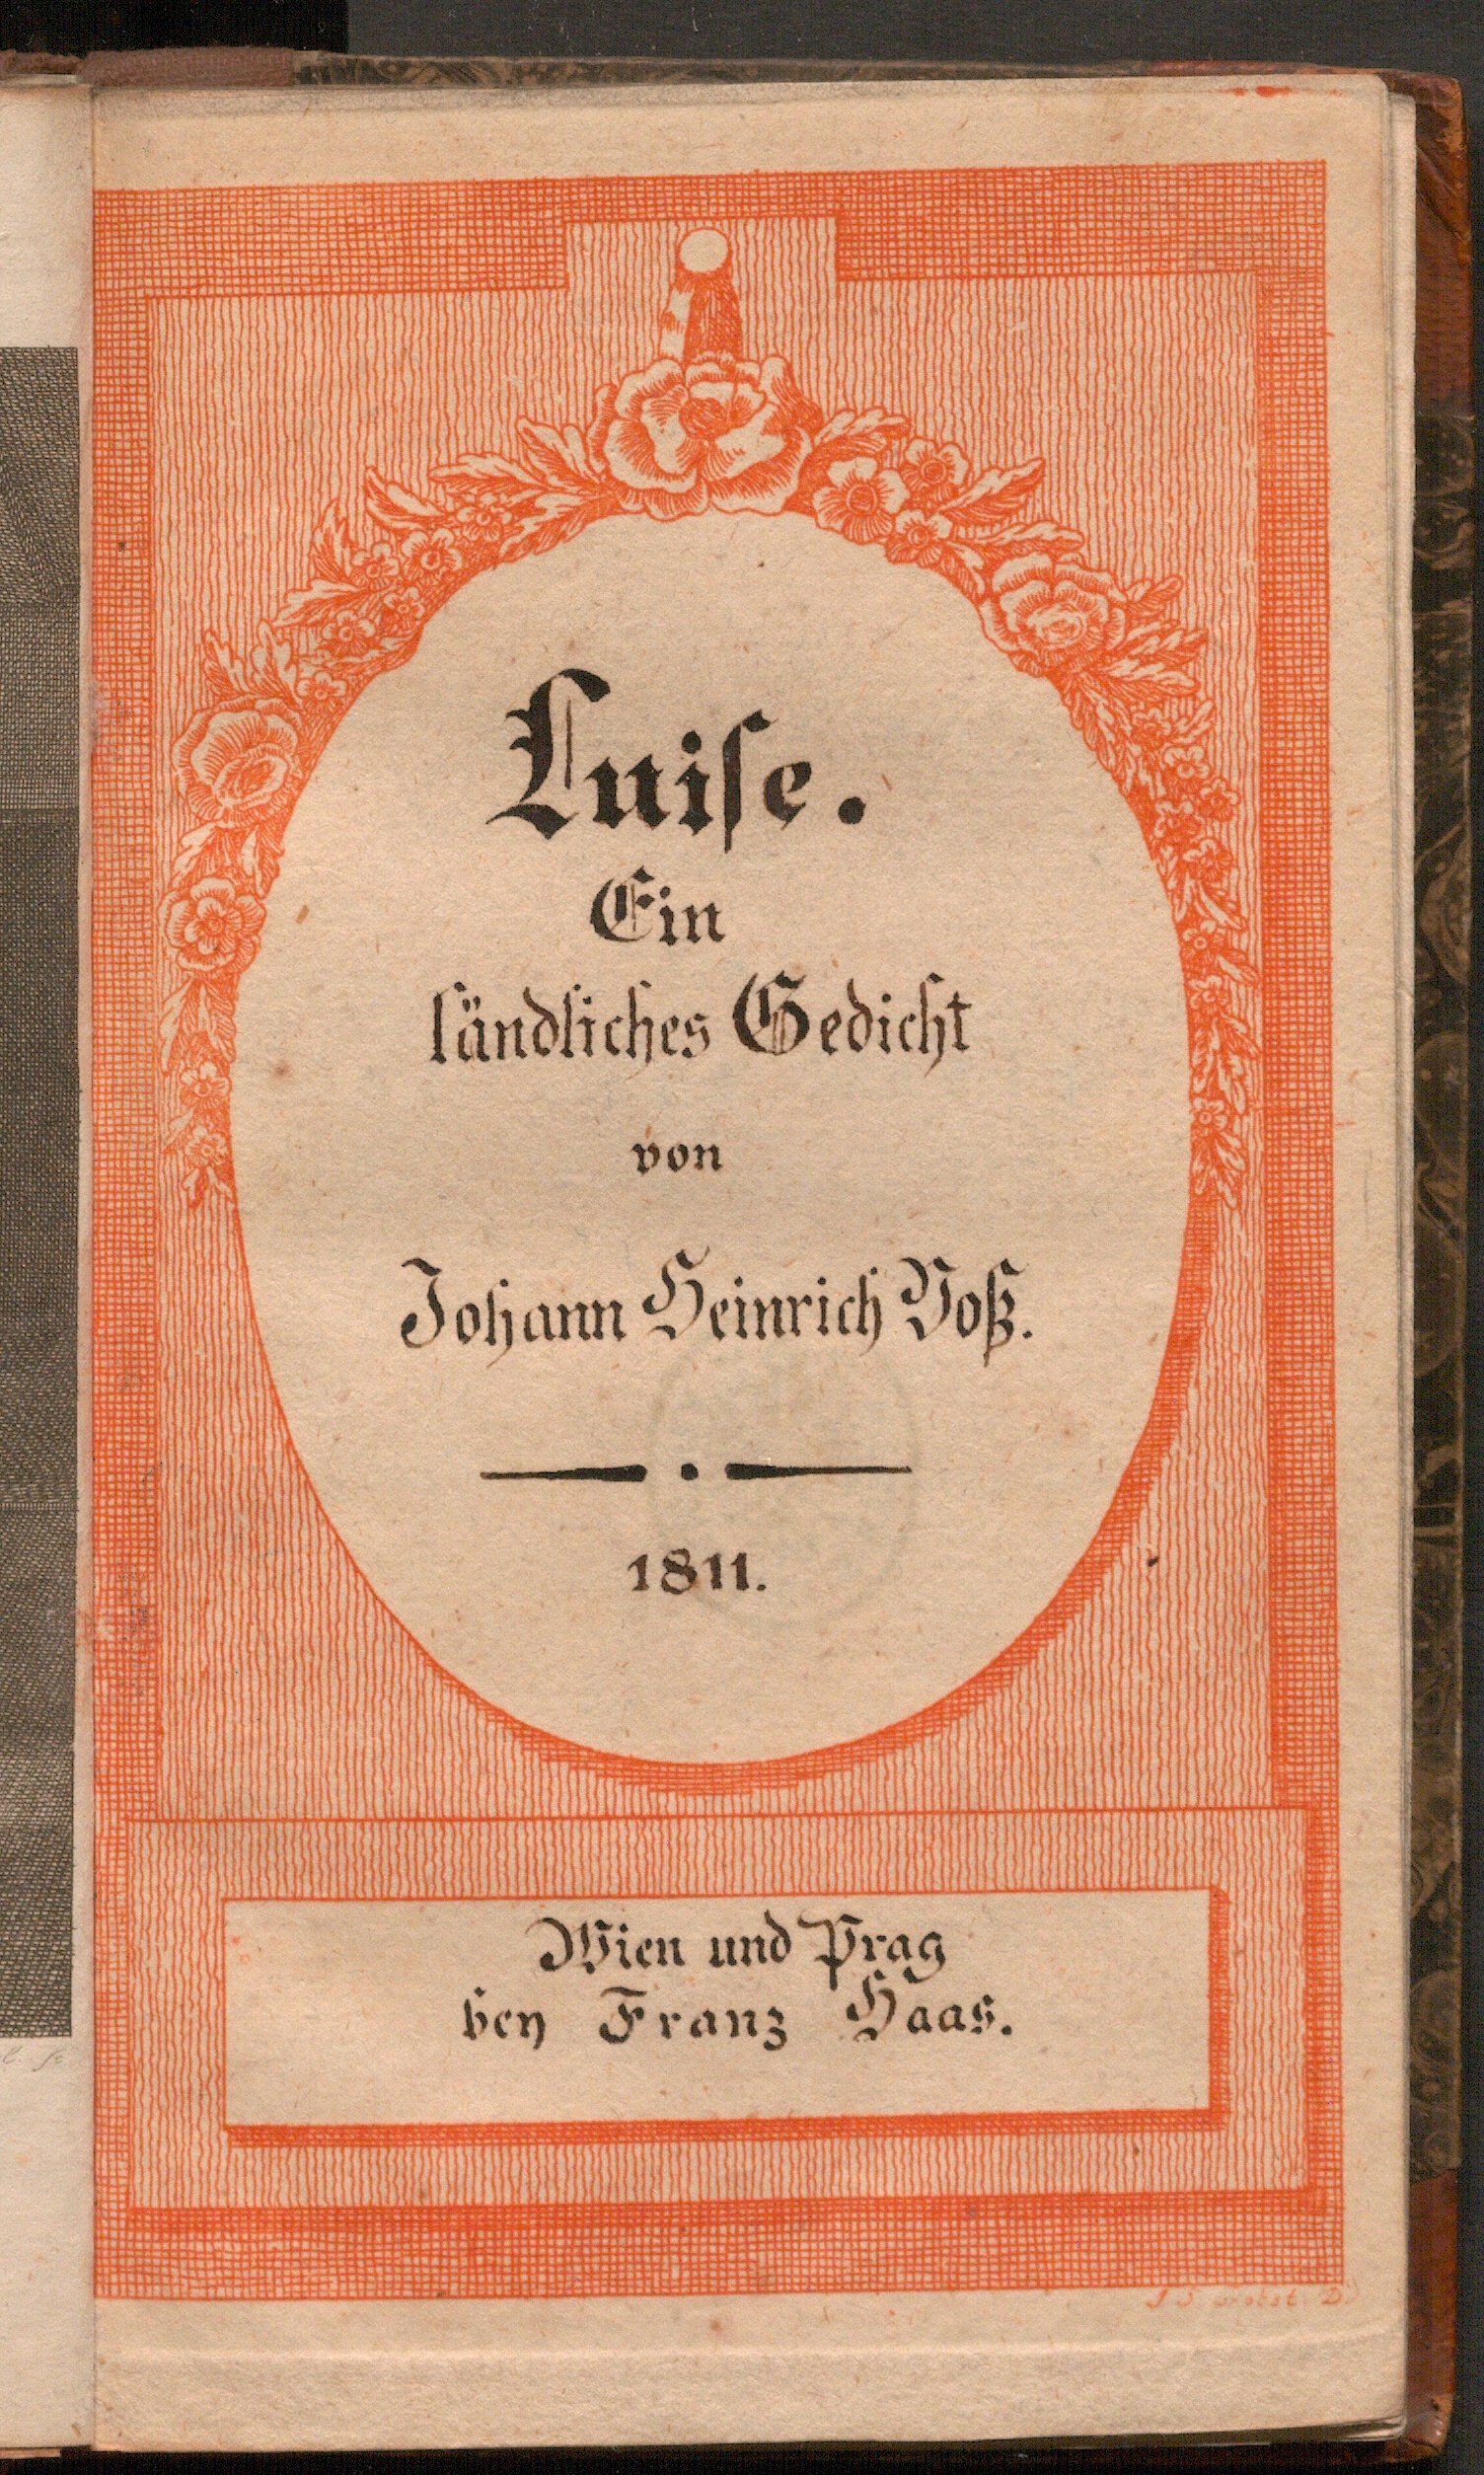 Luiſe.
Ein
ländliches Gedicht
von
Johann Heinrich Voß.
1811.
Wien und Prag
bey Franz Haas.